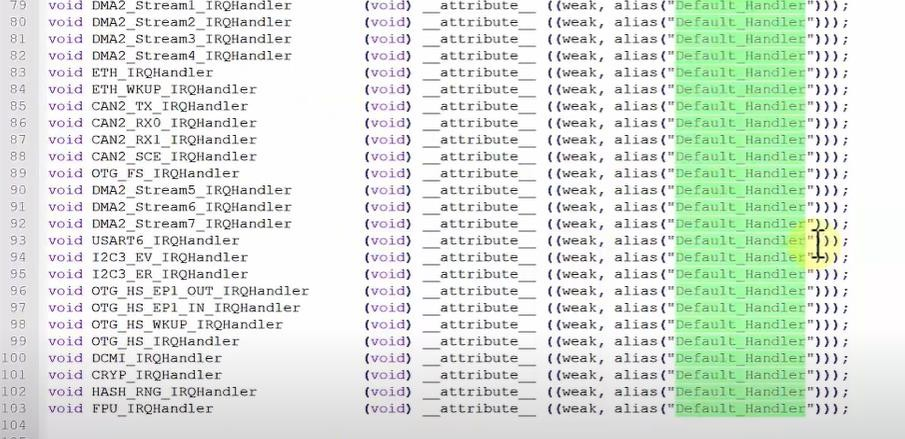 79 void DMA2_Stream1_IRQHandler (void) __attribute__ ((weak, alias("Default_Handler")));
80 void DMA2_Stream2_IRQHandler (void) __attribute__ ((weak, alias("Default_Handler")));
81 void DMA2_Stream3_IRQHandler (void) __attribute__ ((weak, alias("Default_Handler")));
82 void DMA2_Stream4_IRQHandler (void) __attribute__ ((weak, alias("Default_Handler")));
83 void ETH_IRQHandler (void) __attribute__ ((weak, alias("Default_Handler")));
84 void ETH_WKUP_IRQHandler (void) __attribute__ ((weak, alias("Default_Handler")));
85 void CAN2_TX_IRQHandler (void) __attribute__ ((weak, alias("Default_Handler")));
86 void CAN2_RX0_IRQHandler (void) __attribute__ ((weak, alias("Default_Handler")));
87 void CAN2_RX1_IRQHandler (void) __attribute__ ((weak, alias("Default_Handler")));
88 void CAN2_SCE_IRQHandler (void) __attribute__ ((weak, alias("Default_Handler")));
89 void OTG_FS_IRQHandler (void) __attribute__ ((weak, alias("Default_Handler")));
90 void DMA2_Stream5_IRQHandler (void) __attribute__ ((weak, alias("Default_Handler")));
91 void DMA2_Stream6_IRQHandler (void) __attribute__ ((weak, alias("Default_Handler")));
92 void DMA2_Stream7_IRQHandler (void) __attribute__ ((weak, alias("Default_Handler")));
93 void USART6_IRQHandler (void) __attribute__ ((weak, alias("Default_Handler")));
94 void I2C3_EV_IRQHandler (void) __attribute__ ((weak, alias("Default_Handler")));
95 void I2C3_ER_IRQHandler (void) __attribute__ ((weak, alias("Default_Handler")));
96 void OTG_HS_EP1_OUT_IRQHandler (void) __attribute__ ((weak, alias("Default_Handler")));
97 void OTG_HS_EP1_IN_IRQHandler (void) __attribute__ ((weak, alias("Default_Handler")));
98 void OTG_HS_WKUP_IRQHandler (void) __attribute__ ((weak, alias("Default_Handler")));
99 void OTG_HS_IRQHandler (void) __attribute__ ((weak, alias("Default_Handler")));
100 void DCMI_IRQHandler (void) __attribute__ ((weak, alias("Default_Handler")));
101 void CRYP_IRQHandler (void) __attribute__ ((weak, alias("Default_Handler")));
102 void HASH_RNG_IRQHandler (void) __attribute__ ((weak, alias("Default_Handler")));
103 void FPU_IRQHandler (void) __attribute__ ((weak, alias("Default_Handler")));
104